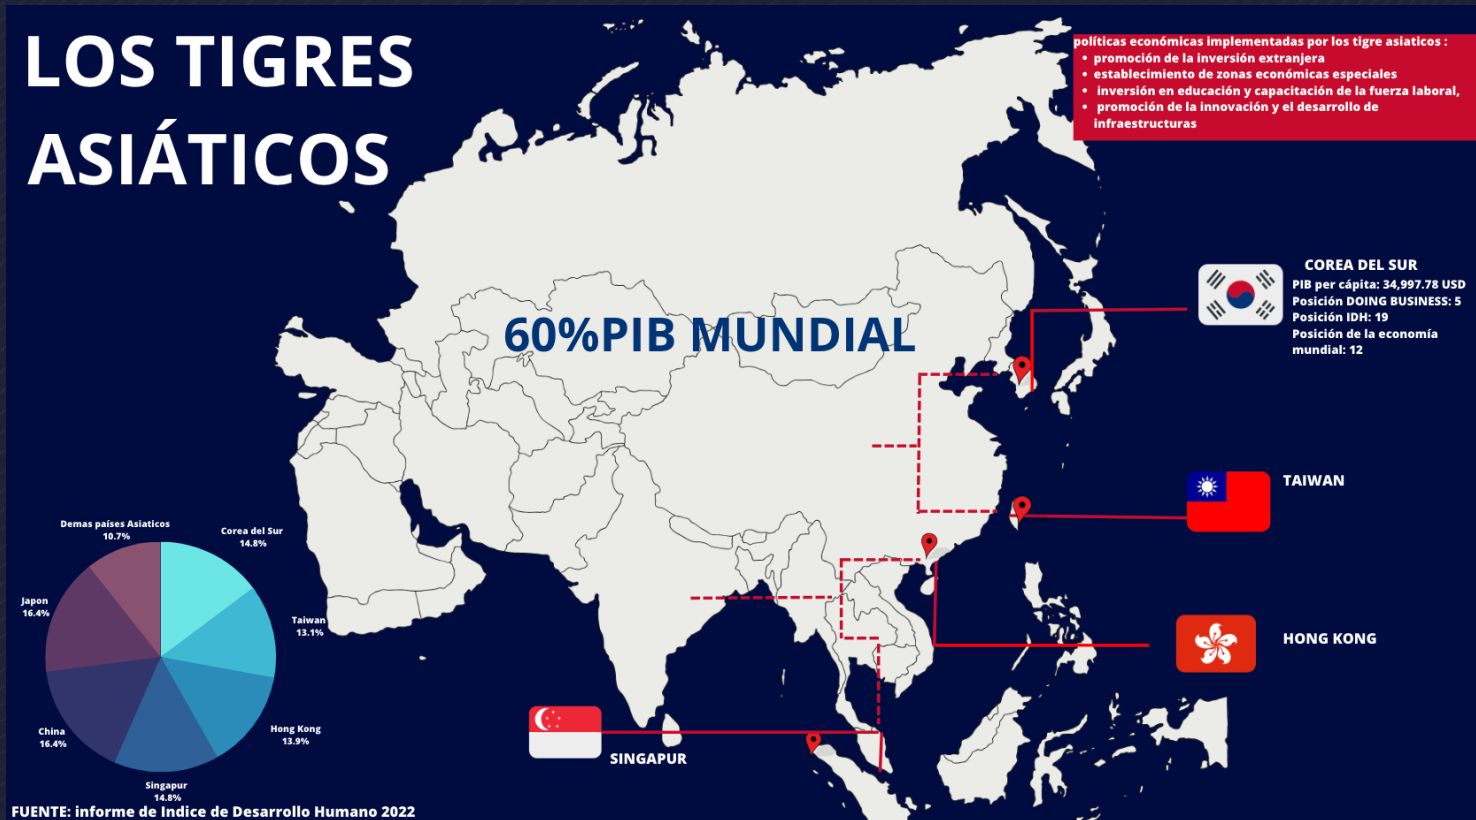 LOS TIGRES
ASIÁTICOS
políticas económicas implementadas por los tigre asiaticos :
• promoción de la inversión extranjera
• establecimiento de zonas económicas especiales
• inversión en educación y capacitación de la fuerza laboral,
• promoción de la innovación y el desarrollo de
infraestructuras
60%PIB MUNDIAL
COREA DEL SUR
PIB per cápita: 34,997.78 USD
Posición DOING BUSINESS: 5
Posición IDH: 19
Posición de la economía
mundial: 12
TAIWAN
HONG KONG
SINGAPUR
Demas países Asiaticos
10.7%
Corea del Sur
14.8%
Japon
16.4%
Taiwan
13.1%
China
16.4%
Hong Kong
13.9%
Singapur
14.8%
FUENTE: informe de Indice de Desarrollo Humano 2022